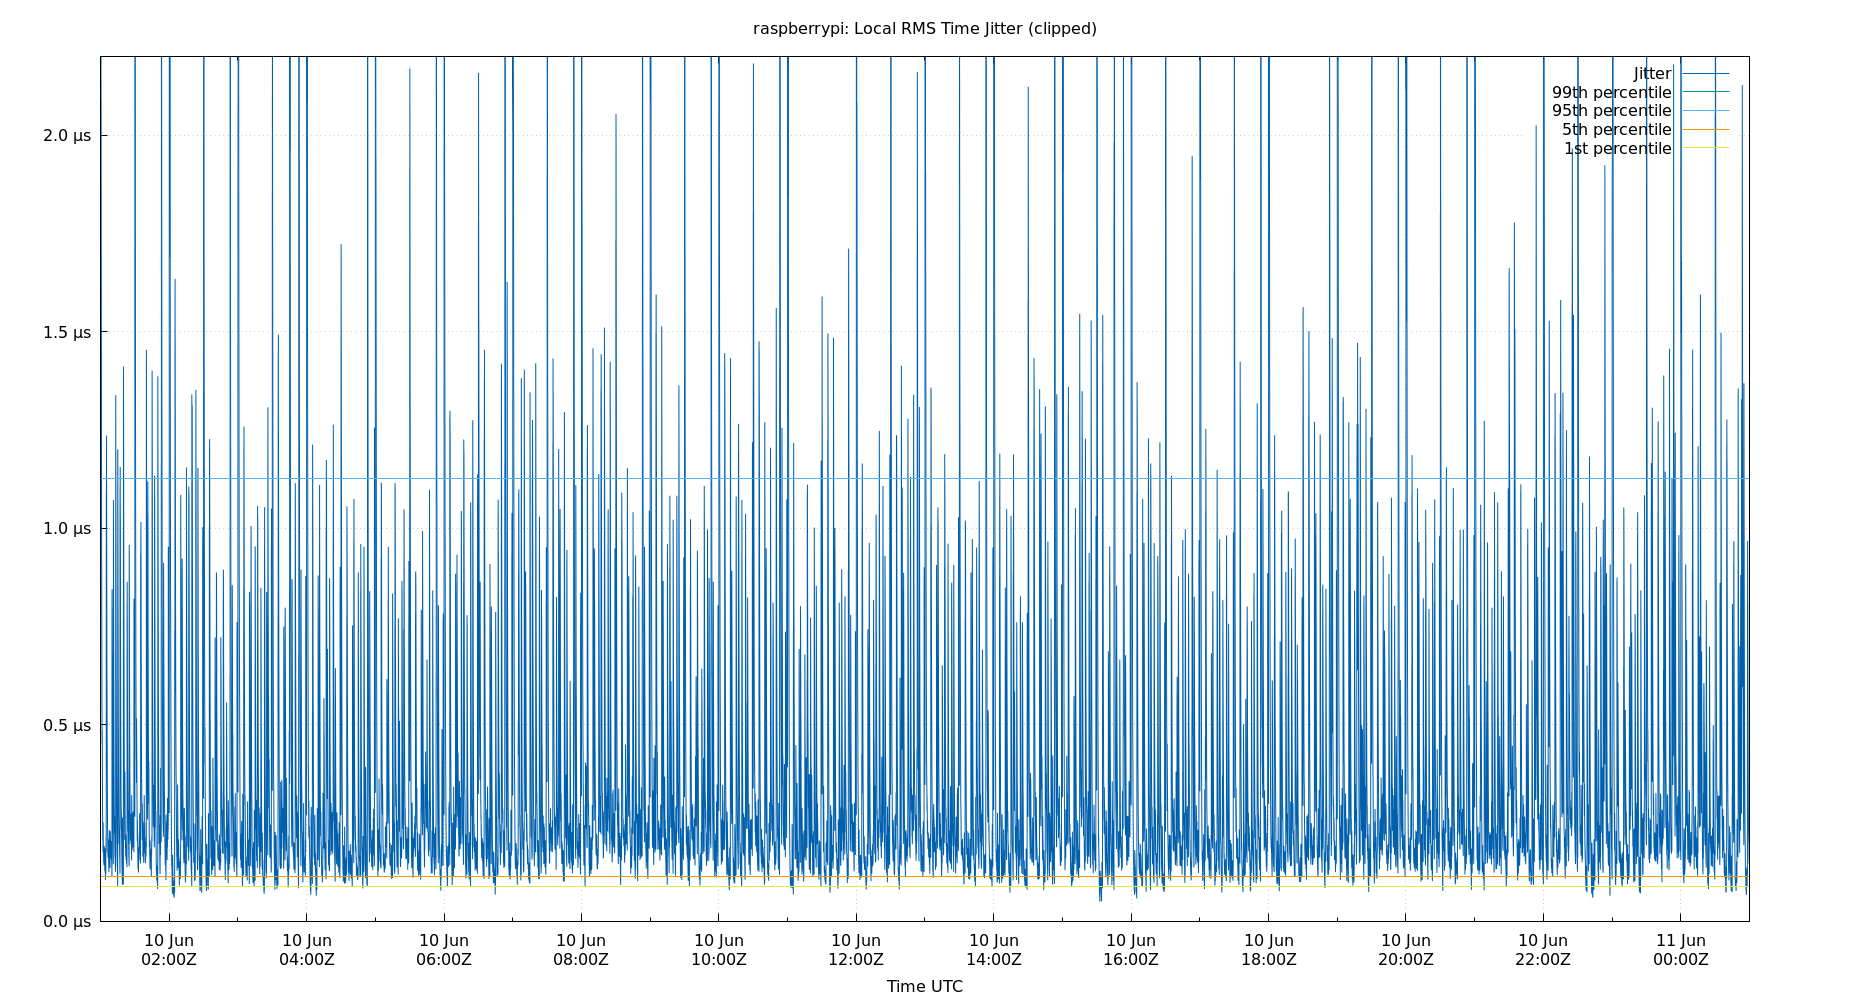 raspberrypi: Local RMS Time Jitter (clipped)
Jitter
99th percentile
95th percentile
5th percentile
1st percentile
2.0 µs
1.5 µs
1.0 µs
0.5 µs
0.0 µs
10 Jun 10 Jun 10 Jun 10 Jun 10 Jun 10 Jun 10 Jun 10 Jun 10 Jun 10 Jun 10 Jun 11 Jun
02:00Z 04:00Z 06:00Z 08:00Z 10:00Z 12:00Z 14:00Z 16:00Z 18:00Z 20:00Z 22:00Z 00:00Z
Time UTC